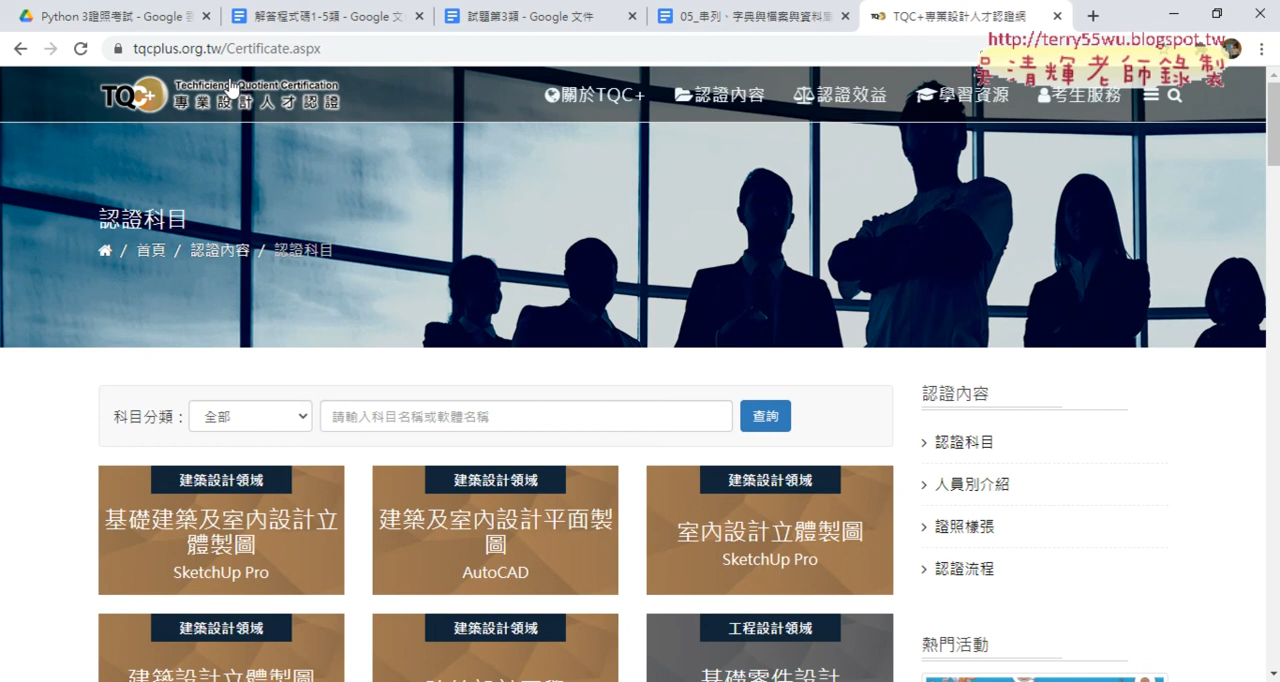 Python 3證照考試 - Google
解答程式碼1-5類 - Google 文
試題第3類 - Google 文件
05_串列、字典與檔案與資料庫
TQC+專業設計人才認證網
tqcplus.org.tw/Certificate.aspx
http://terry55wu.blogspot.tw
吳清輝老師錄製
TQC+
Techficiency Quotient Certification
專業設計人才認證
關於TQC+
認證內容
認證效益
學習資源
考生服務
認證科目
/ 首頁 / 認證內容 / 認證科目
科目分類：
全部
請輸入科目名稱或軟體名稱
查詢
建築設計領域
基礎建築及室內設計立
體製圖
SketchUp Pro
建築設計領域
建築及室內設計平面製
圖
AutoCAD
建築設計領域
室內設計立體製圖
SketchUp Pro
建築設計領域
建築設計立體製圖
建築設計領域
工程設計領域
基礎零件設計
認證內容
> 認證科目
> 人員別介紹
> 證照樣張
> 認證流程
熱門活動